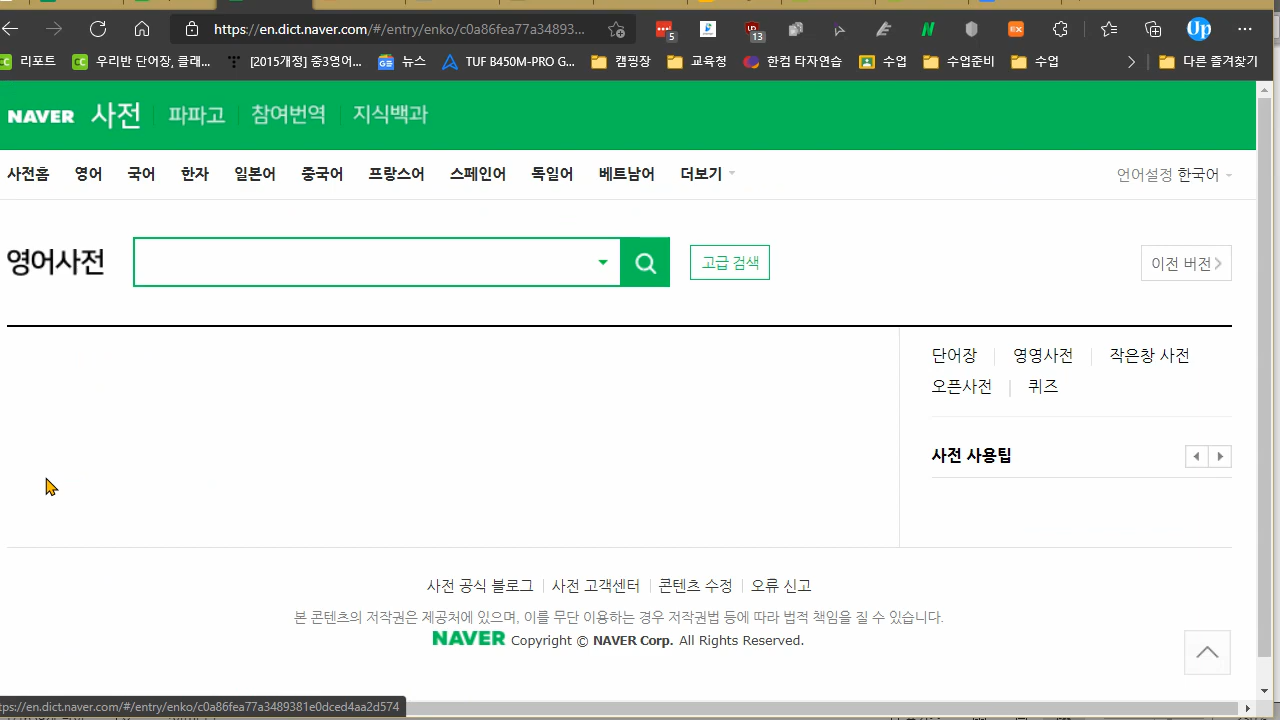 https://en.dict.naver.com/#/entry/enko/c0a86fea77a3489381...
5
13
EX
Up
리포트
우리반 단어장, 클래...
[2015개정] 중3영어...
뉴스
TUF B450M-PRO G...
캠핑장
교육청
한컴 타자연습
수업
수업준비
수업
다른 즐겨찾기
NAVER 사전 파파고 참여번역 지식백과
사전홈 영어 국어 한자 일본어 중국어 프랑스어 스페인어 독일어 베트남어 더보기
언어설정 한국어
영어사전
고급 검색
이전 버전
단어장 영영사전 작은창 사전
오픈사전 퀴즈
사전 사용팁
사전 공식 블로그 사전 고객센터 콘텐츠 수정 오류 신고
본 콘텐츠의 저작권은 제공처에 있으며, 이를 무단 이용하는 경우 저작권법 등에 따라 법적 책임을 질 수 있습니다.
NAVER Copyright © NAVER Corp. All Rights Reserved.
tps://en.dict.naver.com/#/entry/enko/c0a86fea77a3489381e0dced4aa2d574